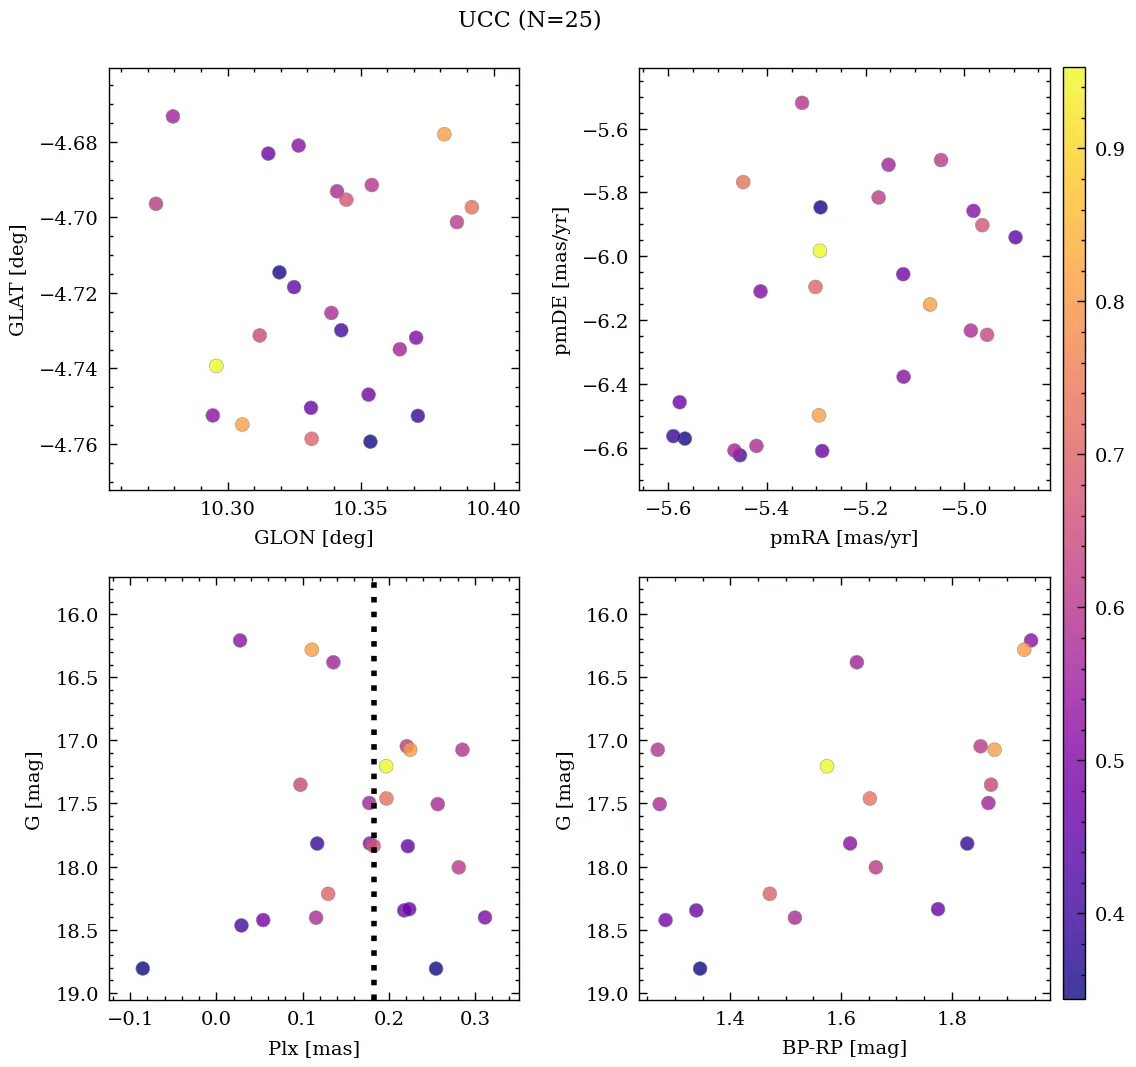 UCC (N=25)
−4.68
−4.70
−4.72
−4.74
−4.76
GLAT [deg]
10.30 10.35 10.40
GLON [deg]
−5.6
−5.8
−6.0
−6.2
−6.4
−6.6
pmDE [mas/yr]
−5.6 −5.4 −5.2 −5.0
pmRA [mas/yr]
0.9
0.8
0.7
0.6
0.5
0.4
16.0
16.5
17.0
17.5
18.0
18.5
19.0
G [mag]
−0.1 0.0 0.1 0.2 0.3
Plx [mas]
16.0
16.5
17.0
17.5
18.0
18.5
19.0
G [mag]
1.4 1.6 1.8
BP-RP [mag]